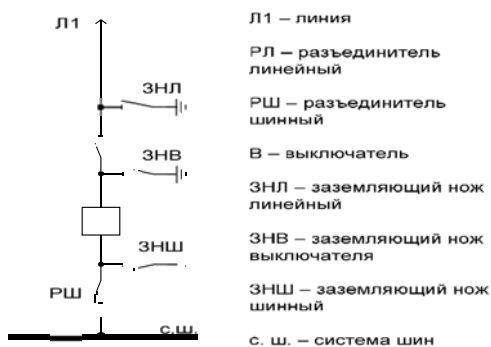 Л1
ЗНЛ
ЗНВ
ЗНШ
РШ
с.ш.
Л1 – линия
РЛ – разъединитель
линейный
РШ – разъединитель
шинный
В – выключатель
ЗНЛ – заземляющий нож
линейный
ЗНВ – заземляющий нож
выключателя
ЗНШ – заземляющий нож
шинный
с. ш. – система шин